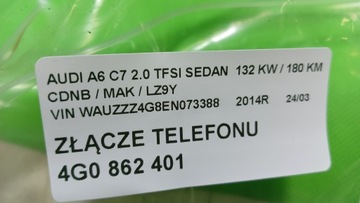 AUDI A6 C7 2.0 TFSI SEDAN 132 KW / 180 KM
CDNB / MAK / LZ9Y
VIN WAUZZZ4G8EN073388 2014R 24/03
ZŁĄCZE TELEFONU
4G0 862 401